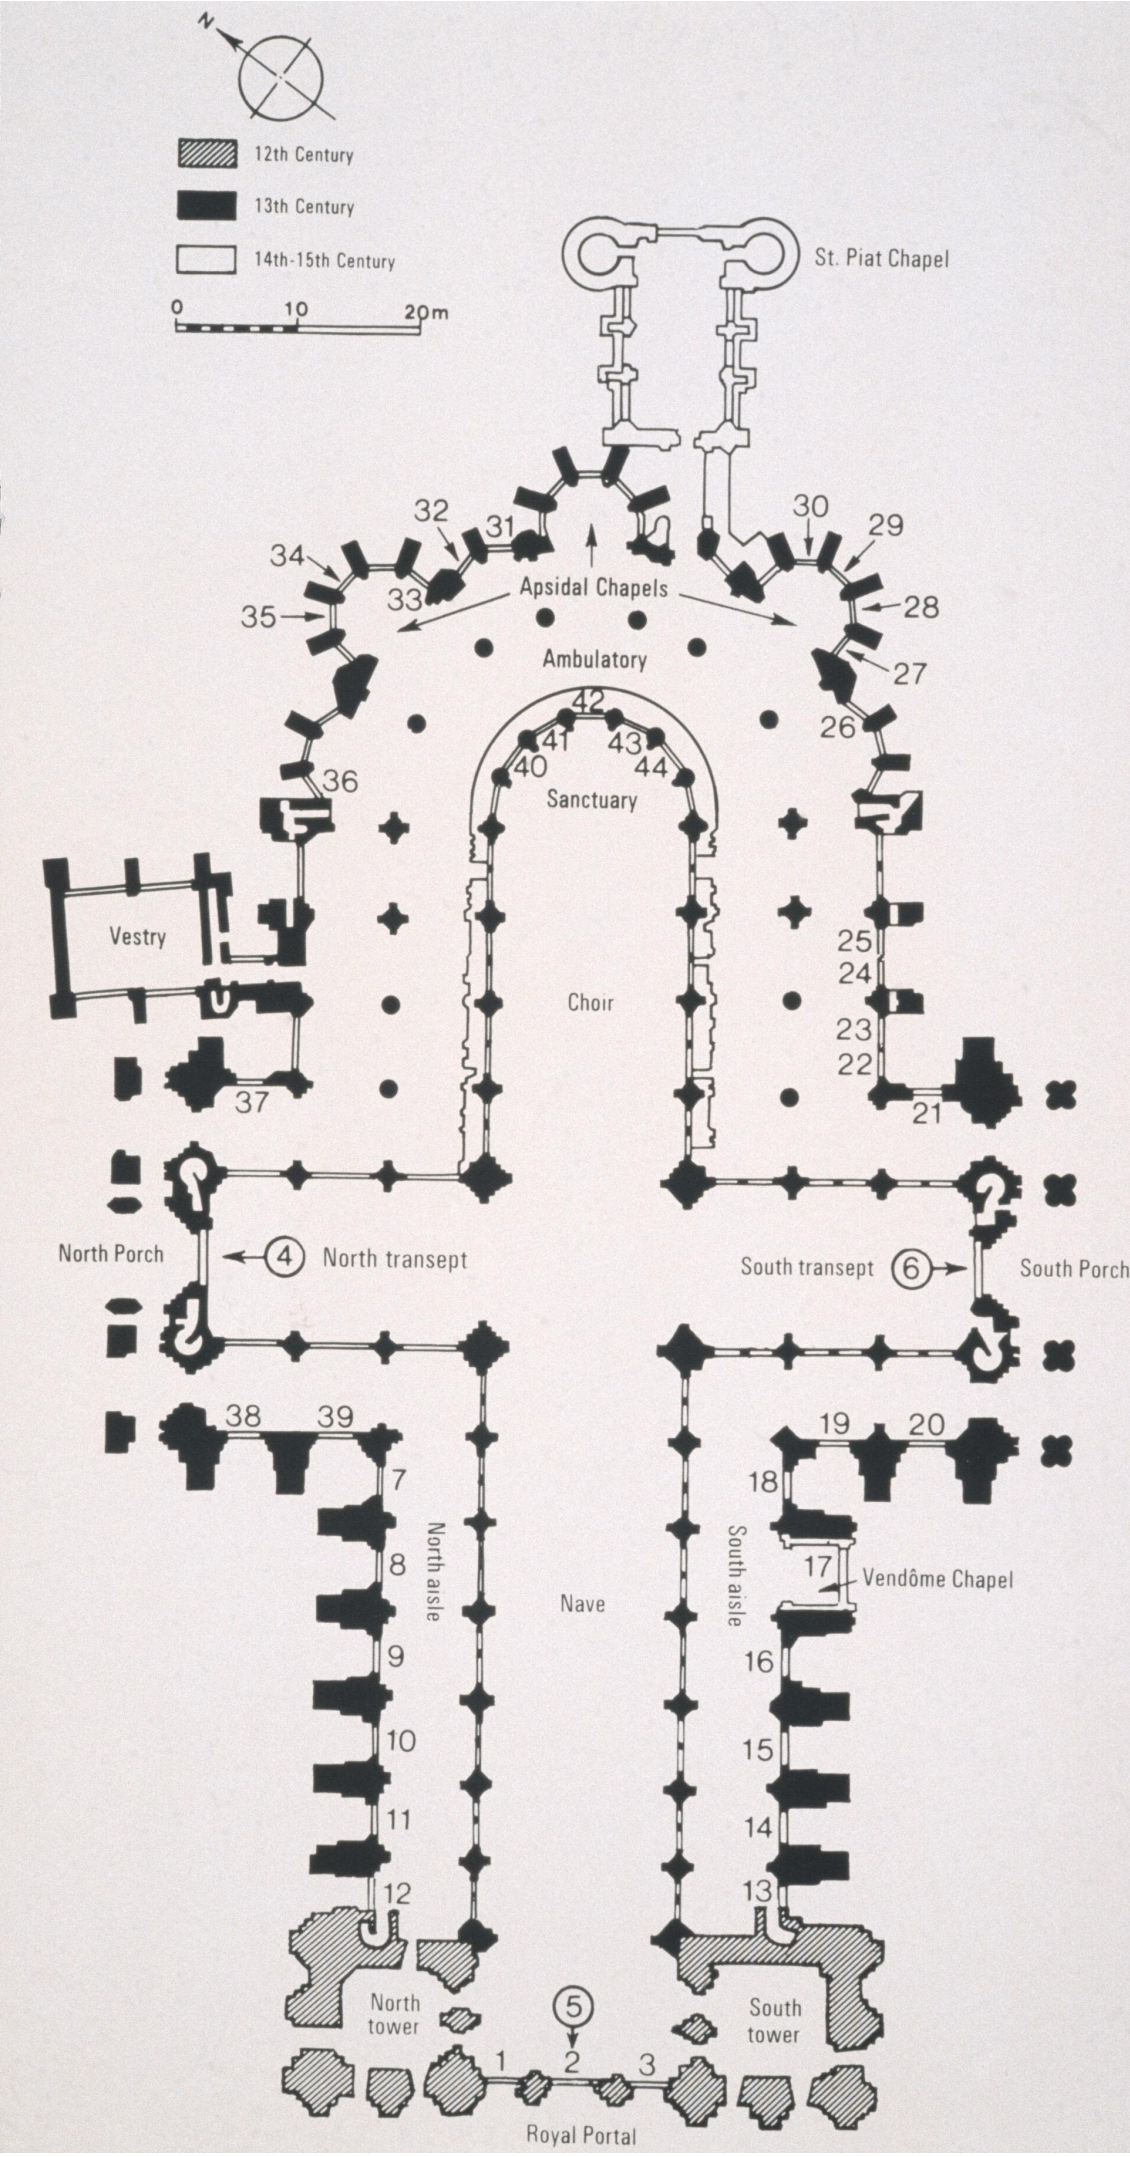 N
12th Century
13th Century
14th-15th Century
0 10 20m
St. Piat Chapel
30
32 31 29
34
Apsidal Chapels
33
35 28
Ambulatory
27
42
26
41 43
40 44
36
Sanctuary
Vestry
25
24
Choir
23
22
37 21
North Porch 4 North transept
South transept 6 South Porch
38 39 19 20
7 18
North aisle
South aisle
8 17 Vendôme Chapel
Nave
9 16
10 15
11 14
12 13
North tower
5
South tower
1 2 3
Royal Portal